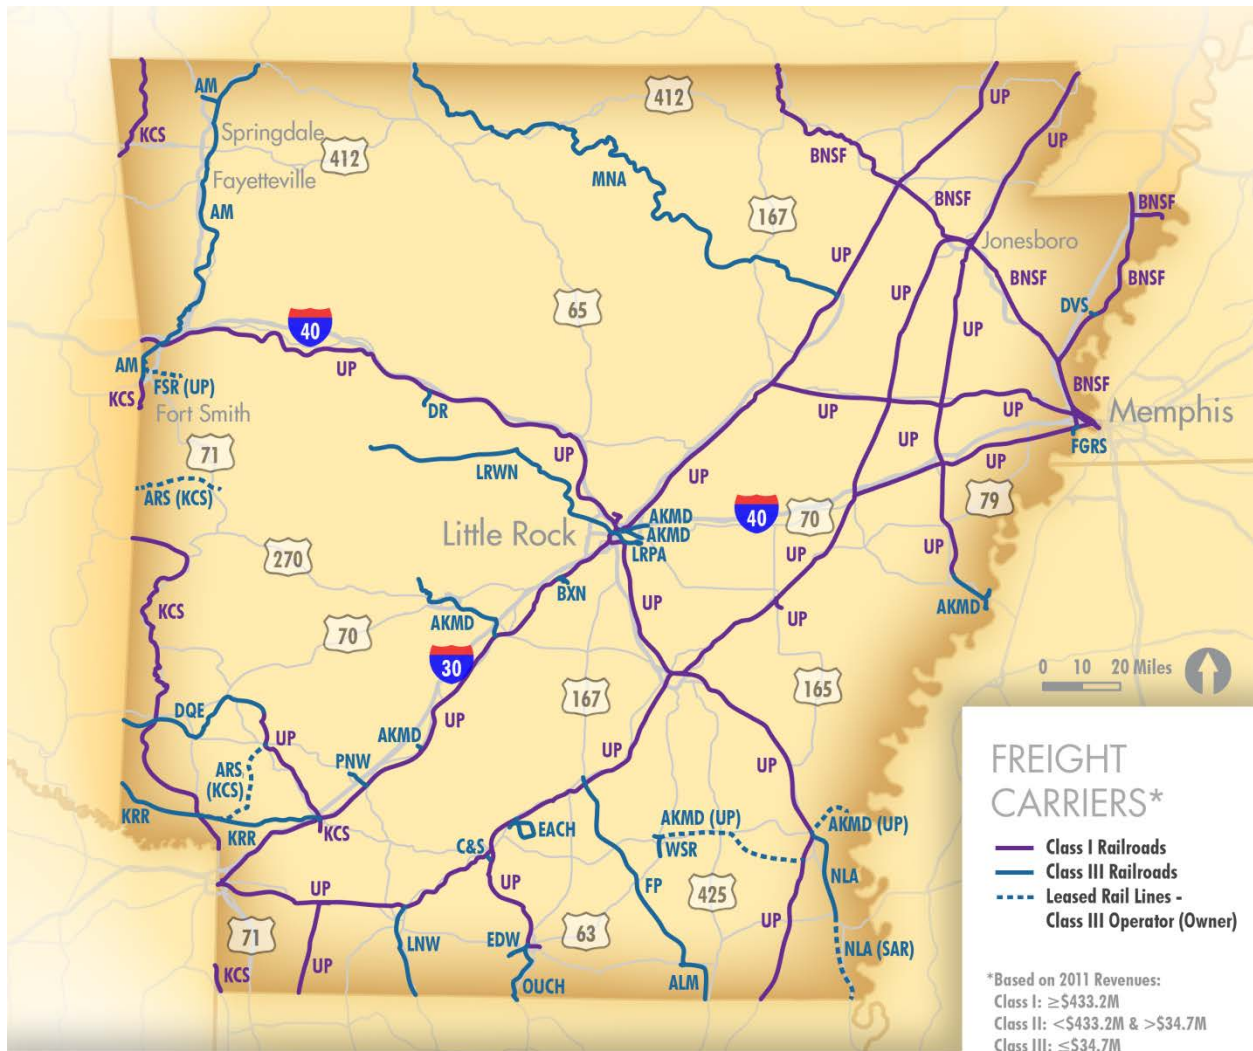 AM
412
UP
KCS
Springdale
412
UP
BNSF
Fayetteville
MNA
BNSF
BNSF
AM
167
Jonesboro
UP
BNSF
BNSF
UP
65
DVS
40
UP
AM
UP
FSR (UP)
BNSF
KCS
DR
UP
UP
Memphis
Fort Smith
UP
FGRS
71
UP
UP
UP
LRWN
ARS (KCS)
79
40
70
AKMD
Little Rock
AKMD
UP
LRPA
UP
270
BXN
KCS
UP
AKMD
AKMD
UP
70
0 10 20 Miles
30
165
167
DQE
UP
UP
AKMD
UP
UP
PNW
ARS
(KCS)
KRR
KRR
KCS
AKMD (UP)
AKMD (UP)
EACH
C&S
WSR
UP
UP
FP
NLA
425
UP
71
63
LNW
EDW
UP
NLA (SAR)
KCS
OUCH
ALM
FREIGHT
CARRIERS*
Class I Railroads
Class III Railroads
Leased Rail Lines -
Class III Operator (Owner)
*Based on 2011 Revenues:
Class I: ≥$433.2M
Class II: <$433.2M & >$34.7M
Class III: ≤$34.7M